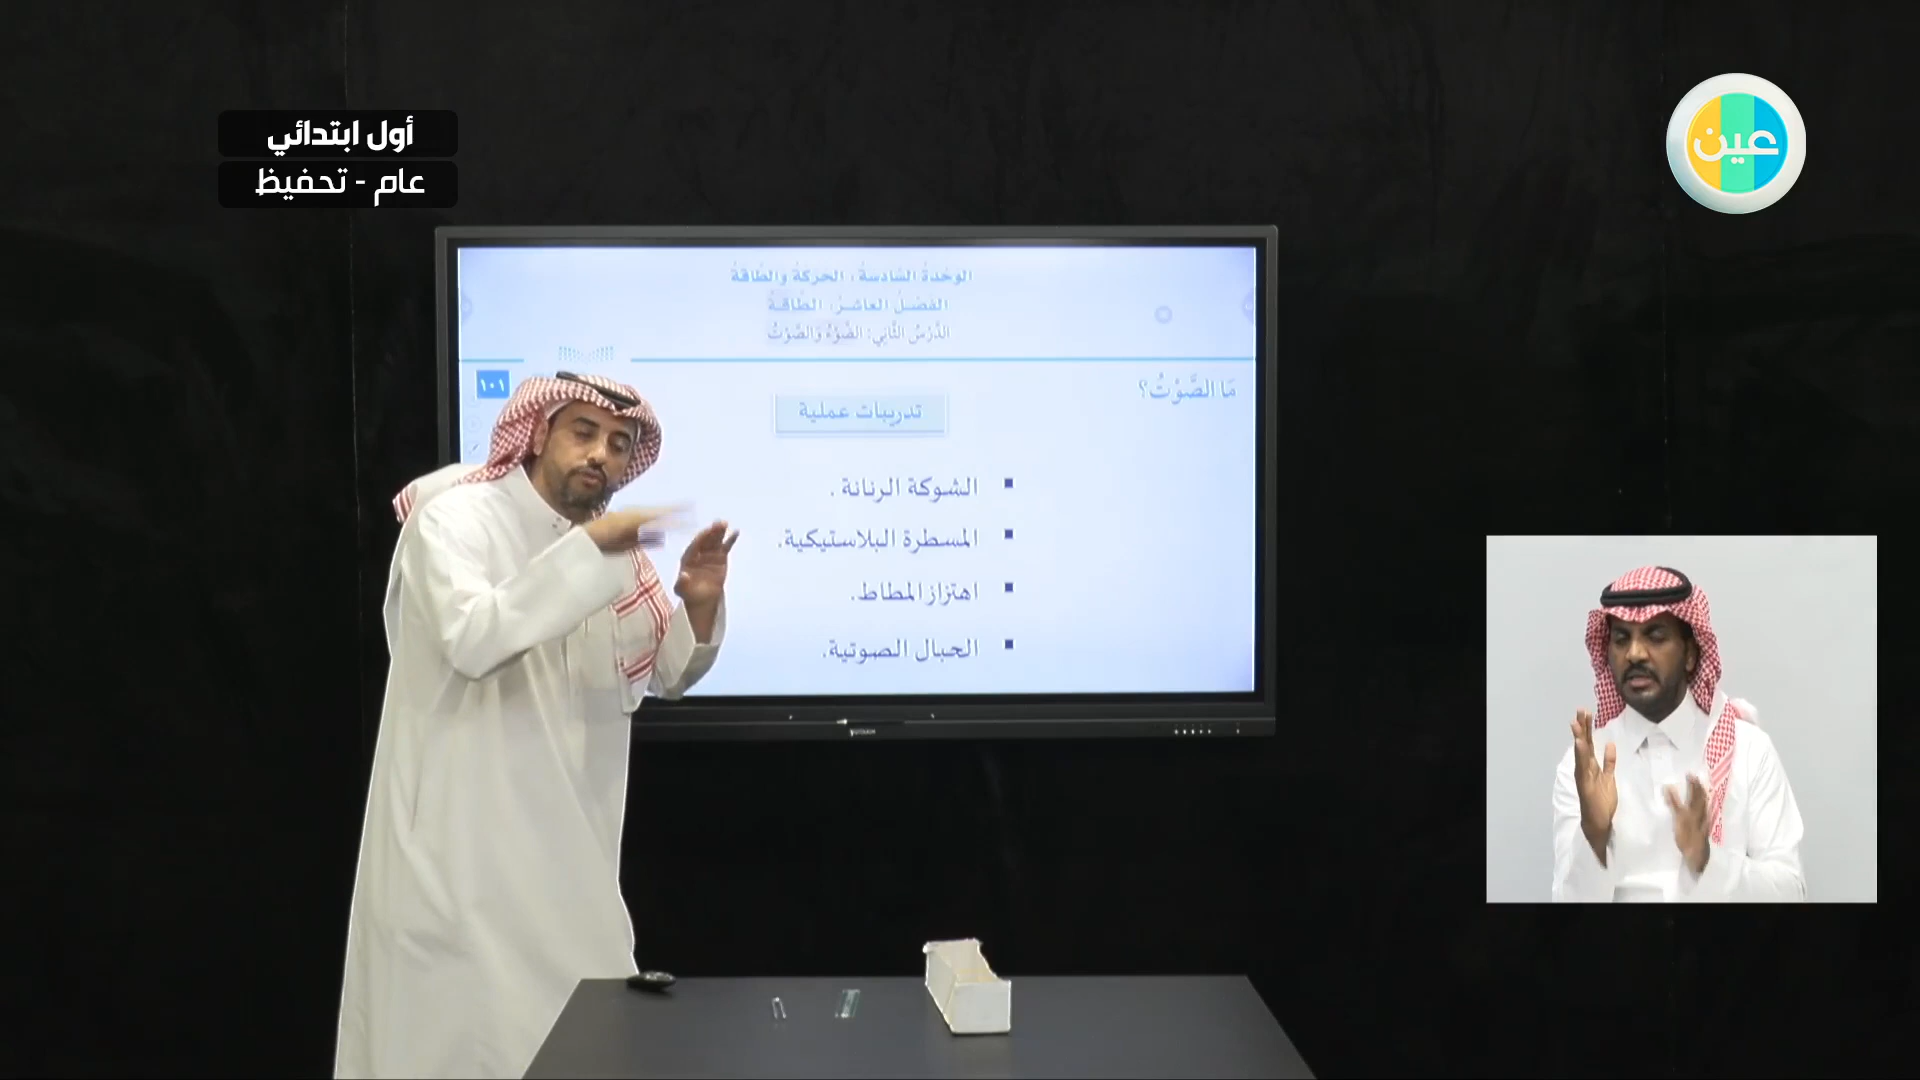 أول ابتدائي
عام - تحفيظ
عين
الوحدة السادسة : الحركة والطاقة
الفصل العاشر: الطاقة
الدرس الثاني: الضوء والصوت
١٠١
ما الصوت؟
تدريبات عملية
الشوكة الرنانة .
المسطرة البلاستيكية.
اهتزاز المطاط.
الحبال الصوتية.